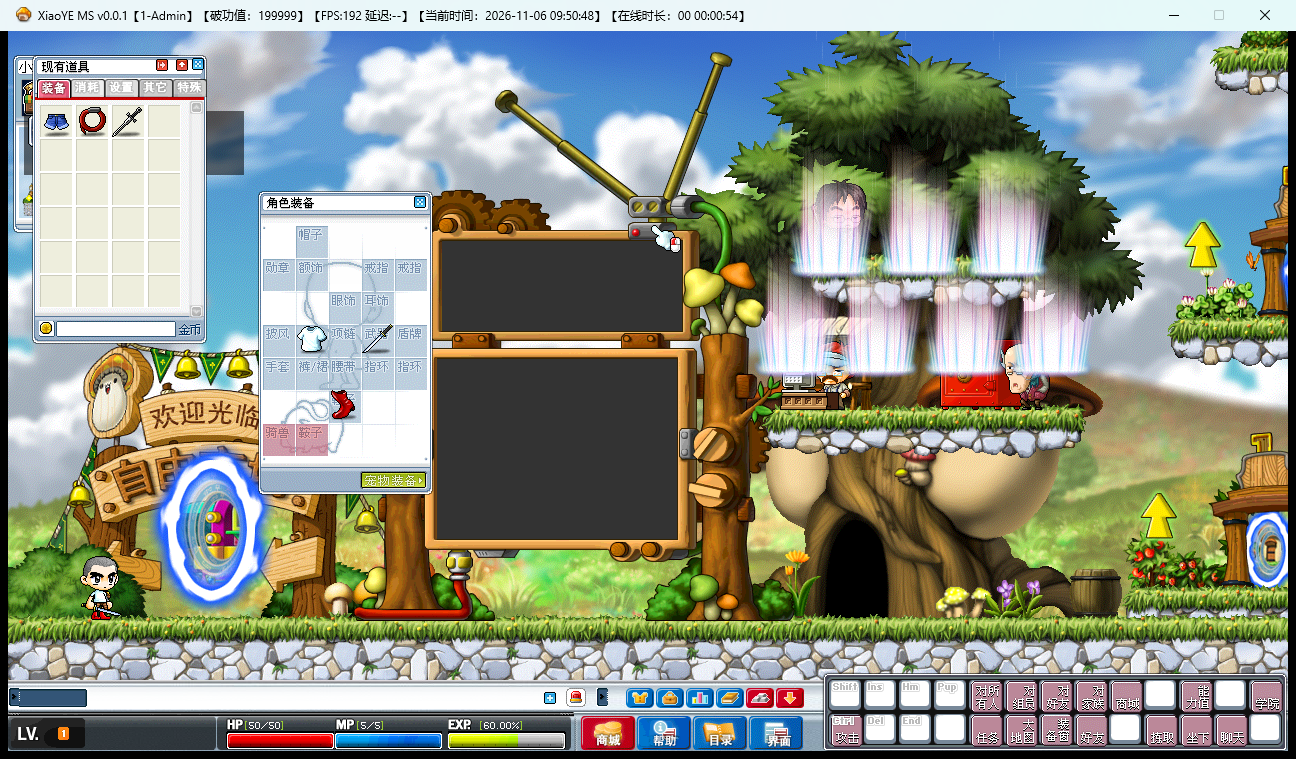 XiaoYE MS v0.0.1【1-Admin】【破功值：199999】【FPS:192 延迟:--】【当前时间：2026-11-06 09:50:48】【在线时长：00 00:00:54】
现有道具
装备 消耗 设置 其它 特殊
金币
角色装备
帽子
勋章 额饰 戒指 戒指
眼饰 耳饰
披风 项链 武器 盾牌
手套 裤/裙 腰带 指环 指环
骑兽 鞍子
宠物装备
欢迎光临
自由
LV. 1
HP[50/50] MP[5/5] EXP. [60.00%]
商城 帮助 目录 界面
Shift Ins Hm Pup 对所有人 对组员 对好友 对家族 商城 能力值 学院
Ctrl 攻击 Del End 任务 大地图 装备窗 好友 捡取 坐下 聊天